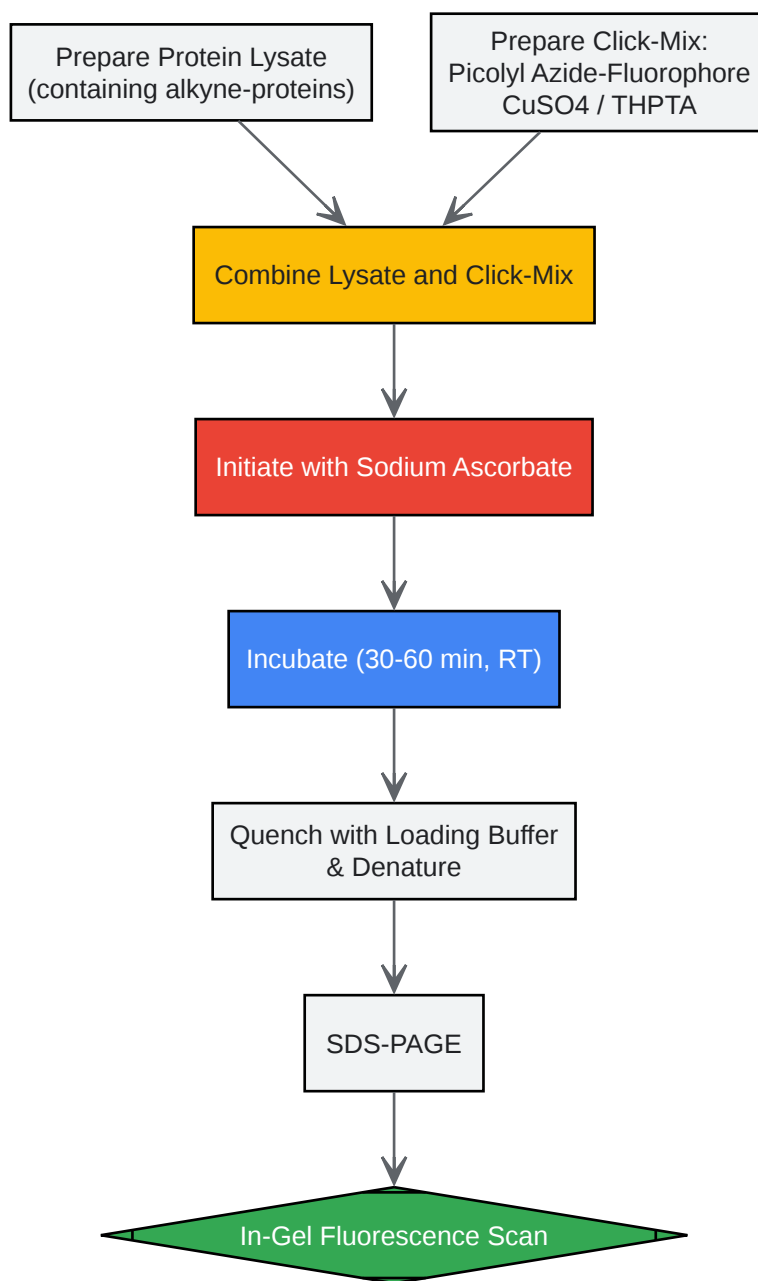 Prepare Protein Lysate
(containing alkyne-proteins)
Prepare Click-Mix:
Picolyl Azide-Fluorophore
CuSO4 / THPTA
Combine Lysate and Click-Mix
Initiate with Sodium Ascorbate
Incubate (30-60 min, RT)
Quench with Loading Buffer
& Denature
SDS-PAGE
In-Gel Fluorescence Scan